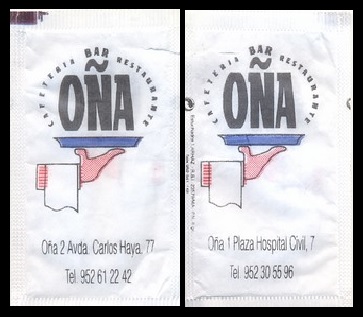 CAFETERIA BAR RESTAURANTE
OÑA
Oña 2 Avda. Carlos Haya, 77
Tel. 952 61 22 42
CAFETERIA BAR RESTAURANTE
OÑA
Oña 1 Plaza Hospital Civil, 7
Tel. 952 30 55 96